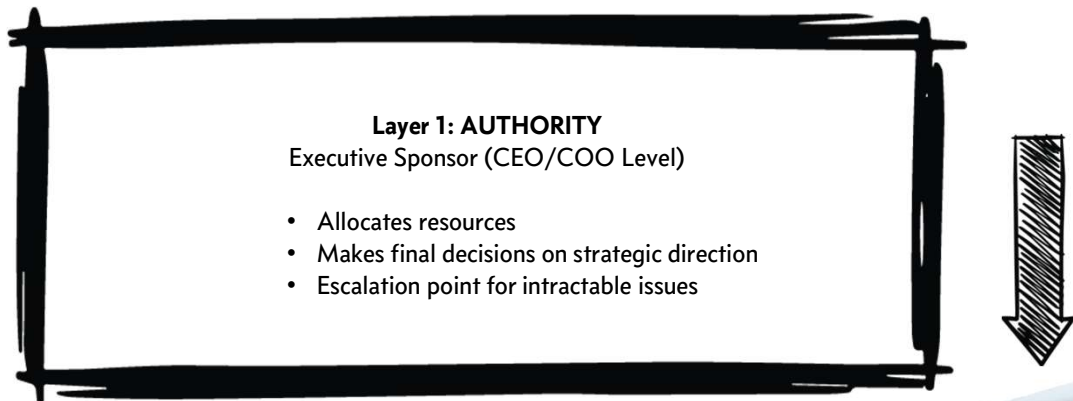 Layer 1: AUTHORITY
Executive Sponsor (CEO/COO Level)
• Allocates resources
• Makes final decisions on strategic direction
• Escalation point for intractable issues